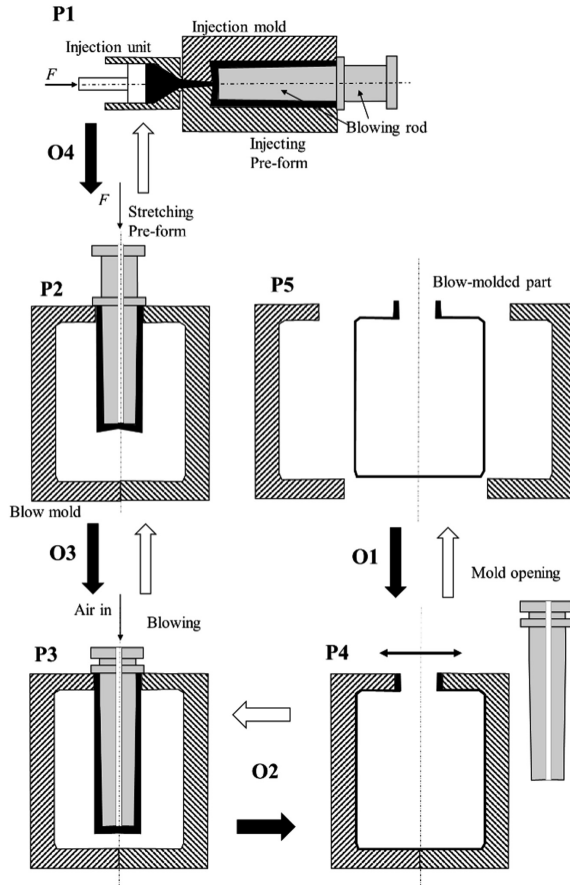 P1
Injection mold
Injection unit
F
Blowing rod
Injecting
Pre-form
O4
F
Stretching
Pre-form
P2
P5
Blow-molded part
Blow mold
O3
O1
Mold opening
Air in
Blowing
P3
P4
O2